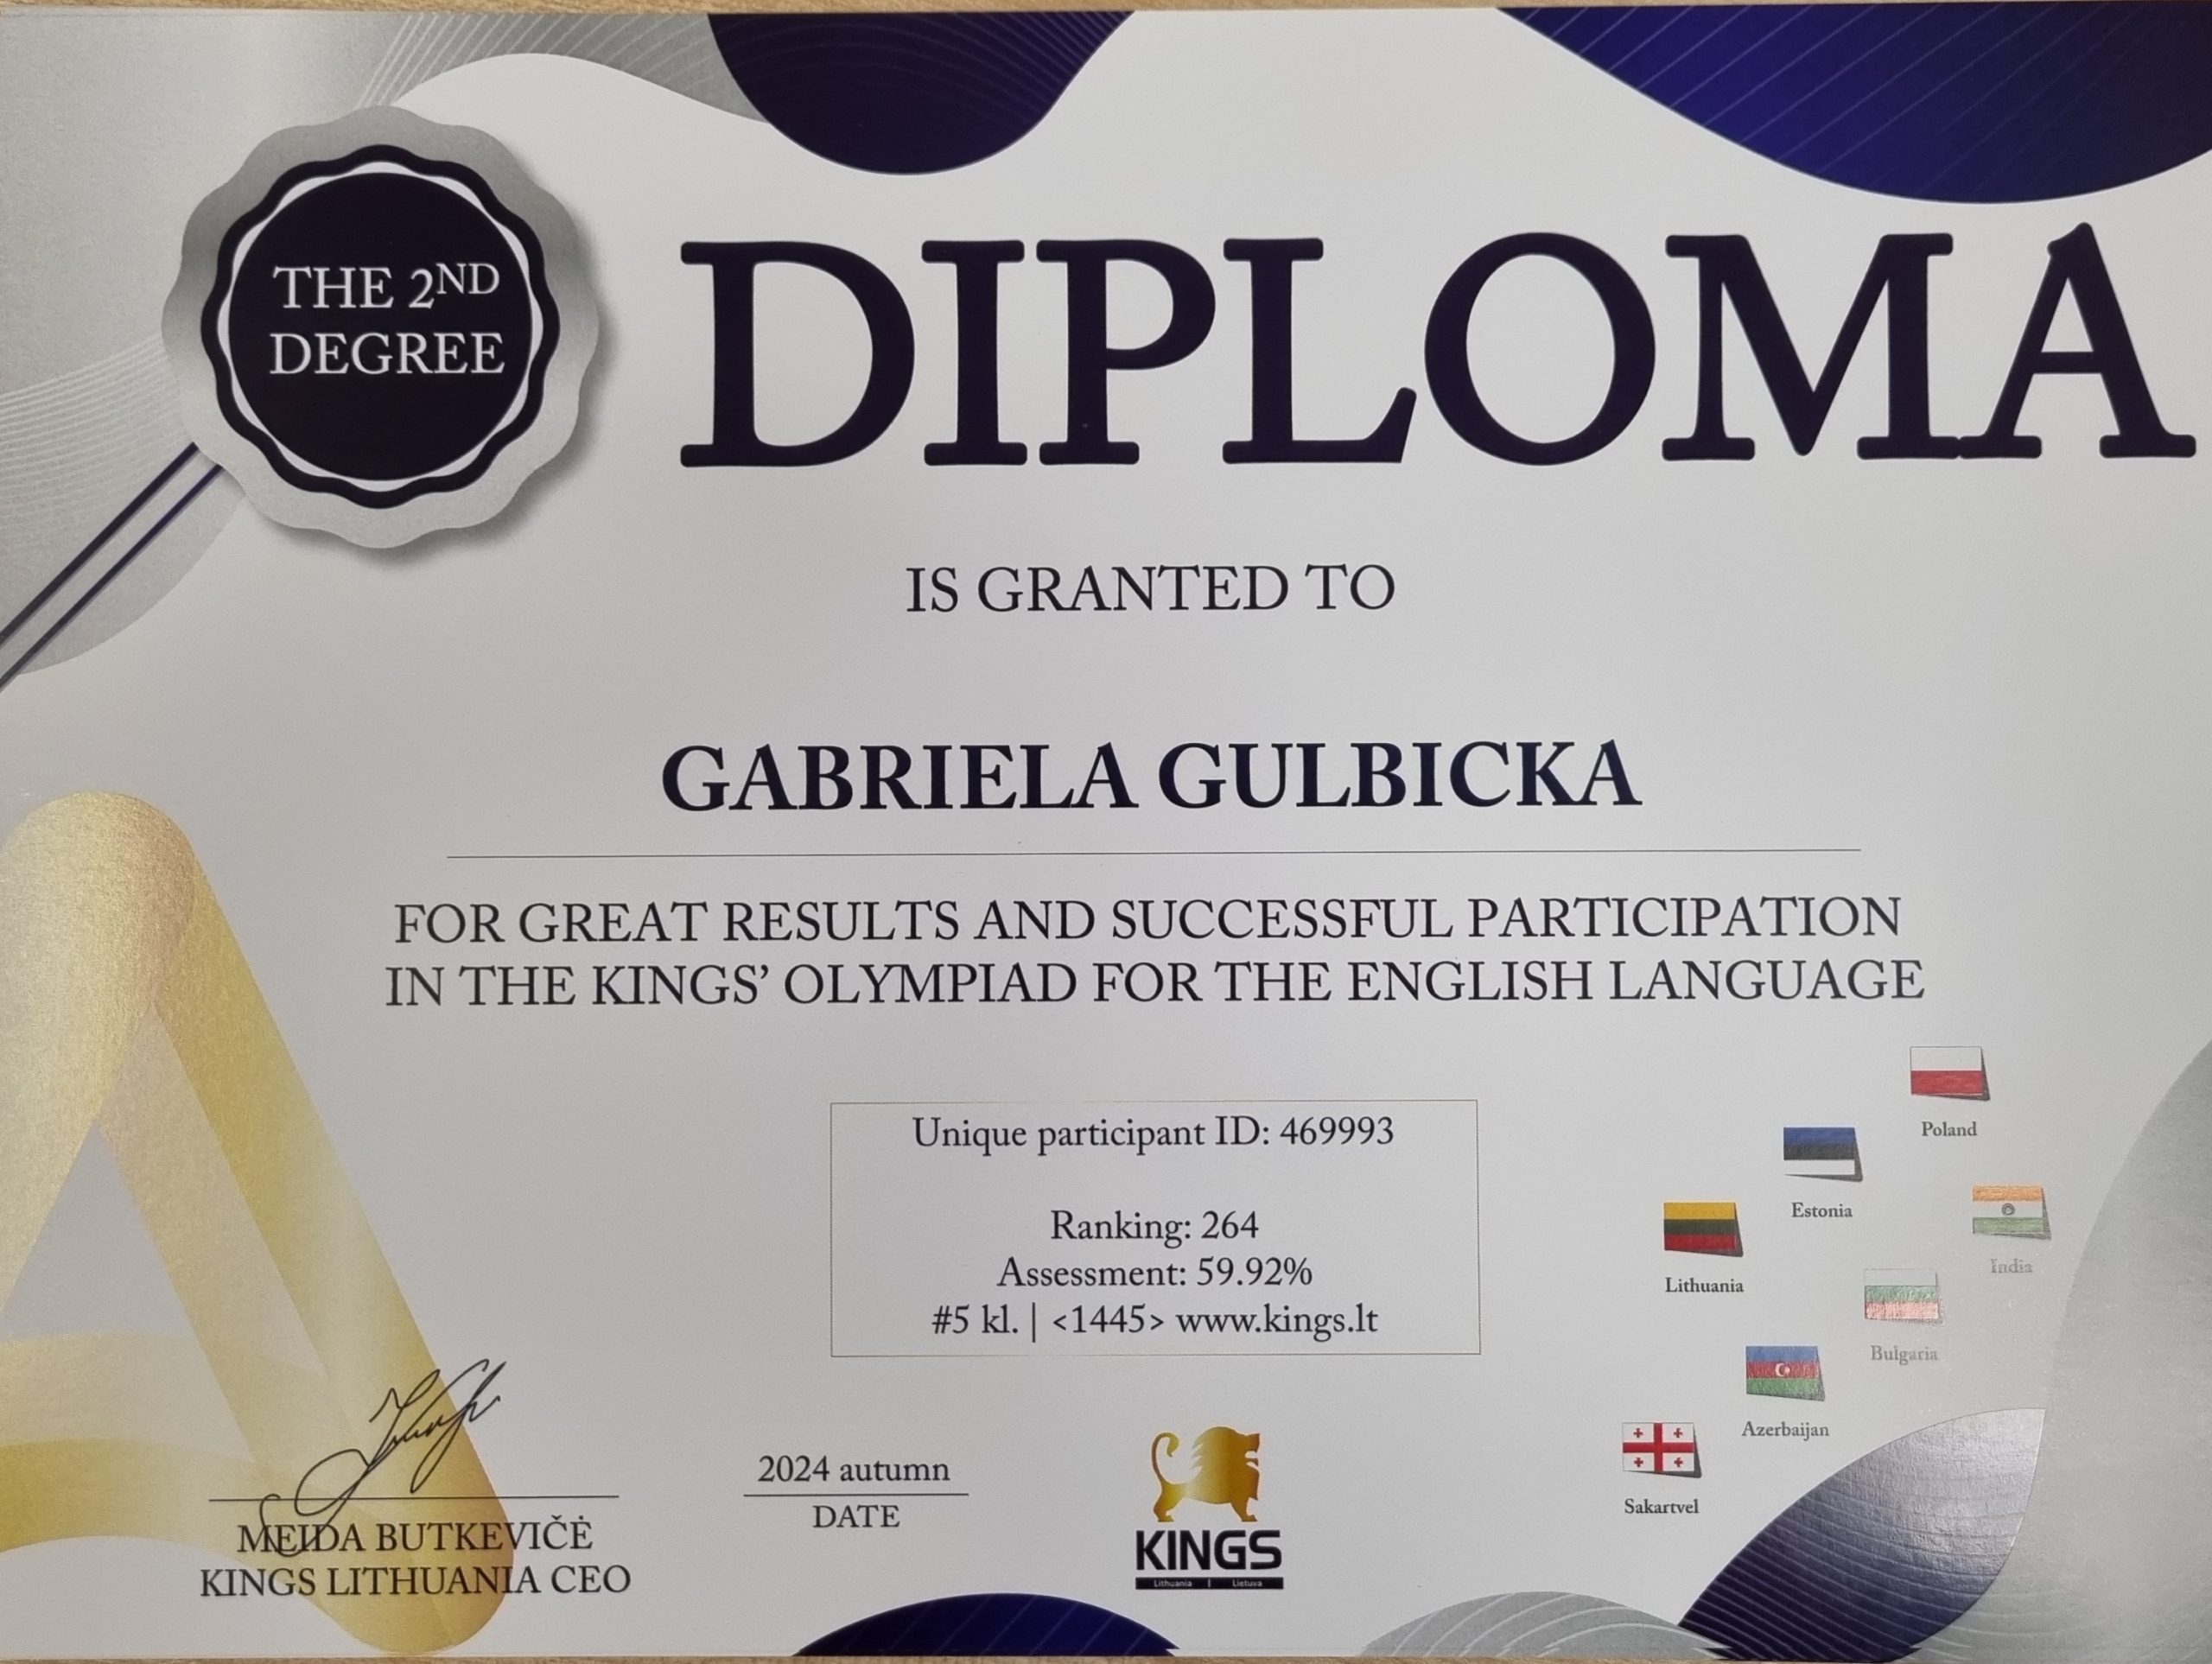 THE 2ND
DEGREE
DIPLOMA
IS GRANTED TO
GABRIELA GULBICKA
FOR GREAT RESULTS AND SUCCESSFUL PARTICIPATION
IN THE KINGS' OLYMPIAD FOR THE ENGLISH LANGUAGE
Unique participant ID: 469993
Ranking: 264
Assessment: 59.92%
#5 kl. | <1445> www.kings.lt
Poland
Estonia
India
Lithuania
Bulgaria
Azerbaijan
Sakartvel
2024 autumn
DATE
MEIDA BUTKEVIČĖ
KINGS LITHUANIA CEO
KINGS
Lithuania | Lietuva